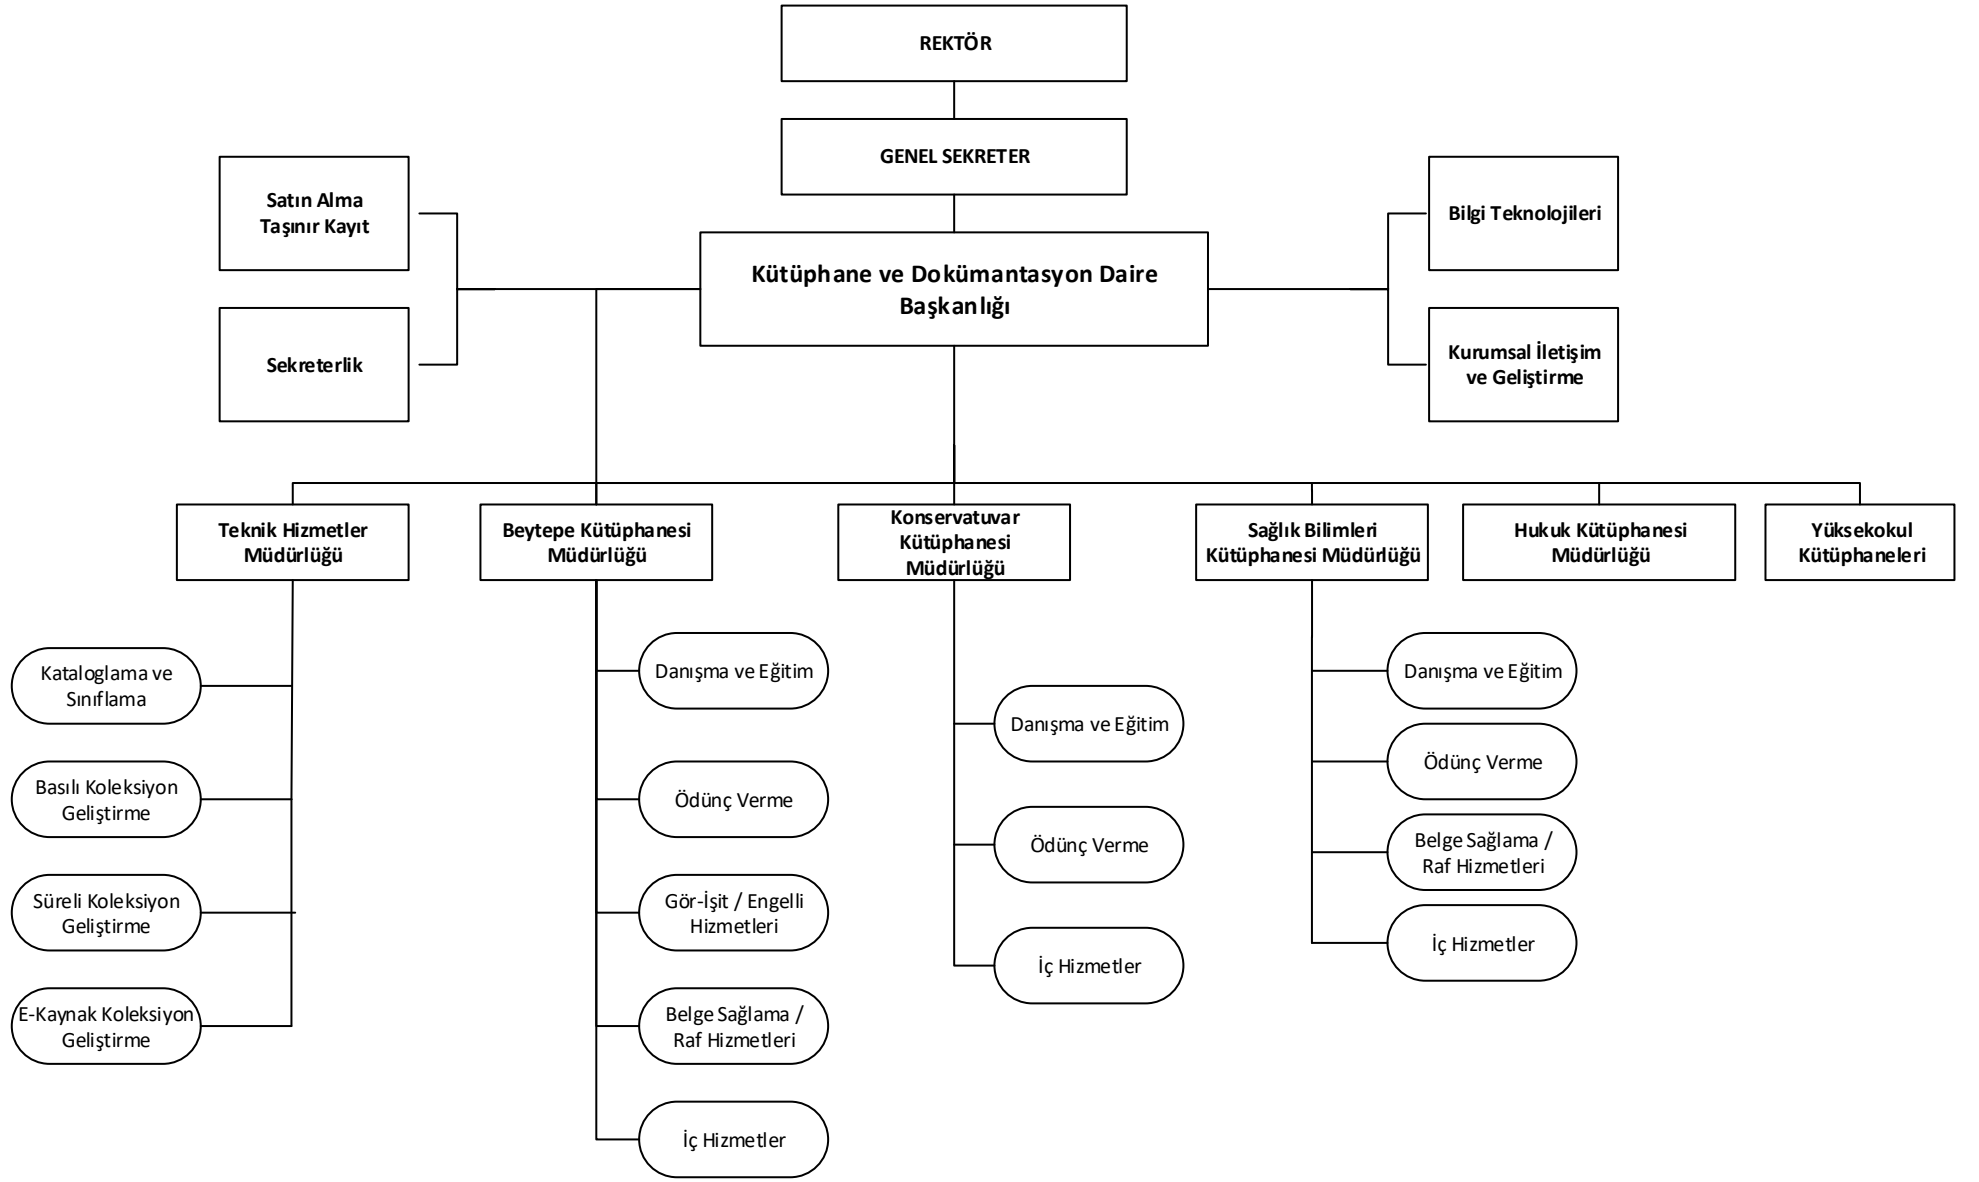 REKTÖR
GENEL SEKRETER
Satın Alma
Taşınır Kayıt
Bilgi Teknolojileri
Kütüphane ve Dokümantasyon Daire
Başkanlığı
Sekreterlik
Kurumsal İletişim
ve Geliştirme
Teknik Hizmetler
Müdürlüğü
Beytepe Kütüphanesi
Müdürlüğü
Konservatuvar
Kütüphanesi
Müdürlüğü
Sağlık Bilimleri
Kütüphanesi Müdürlüğü
Hukuk Kütüphanesi
Müdürlüğü
Yüksekokul
Kütüphaneleri
Kataloglama ve
Sınıflama
Basılı Koleksiyon
Geliştirme
Süreli Koleksiyon
Geliştirme
E-Kaynak Koleksiyon
Geliştirme
Danışma ve Eğitim
Ödünç Verme
Gör-İşit / Engelli
Hizmetleri
Belge Sağlama /
Raf Hizmetleri
İç Hizmetler
Danışma ve Eğitim
Ödünç Verme
İç Hizmetler
Danışma ve Eğitim
Ödünç Verme
Belge Sağlama /
Raf Hizmetleri
İç Hizmetler